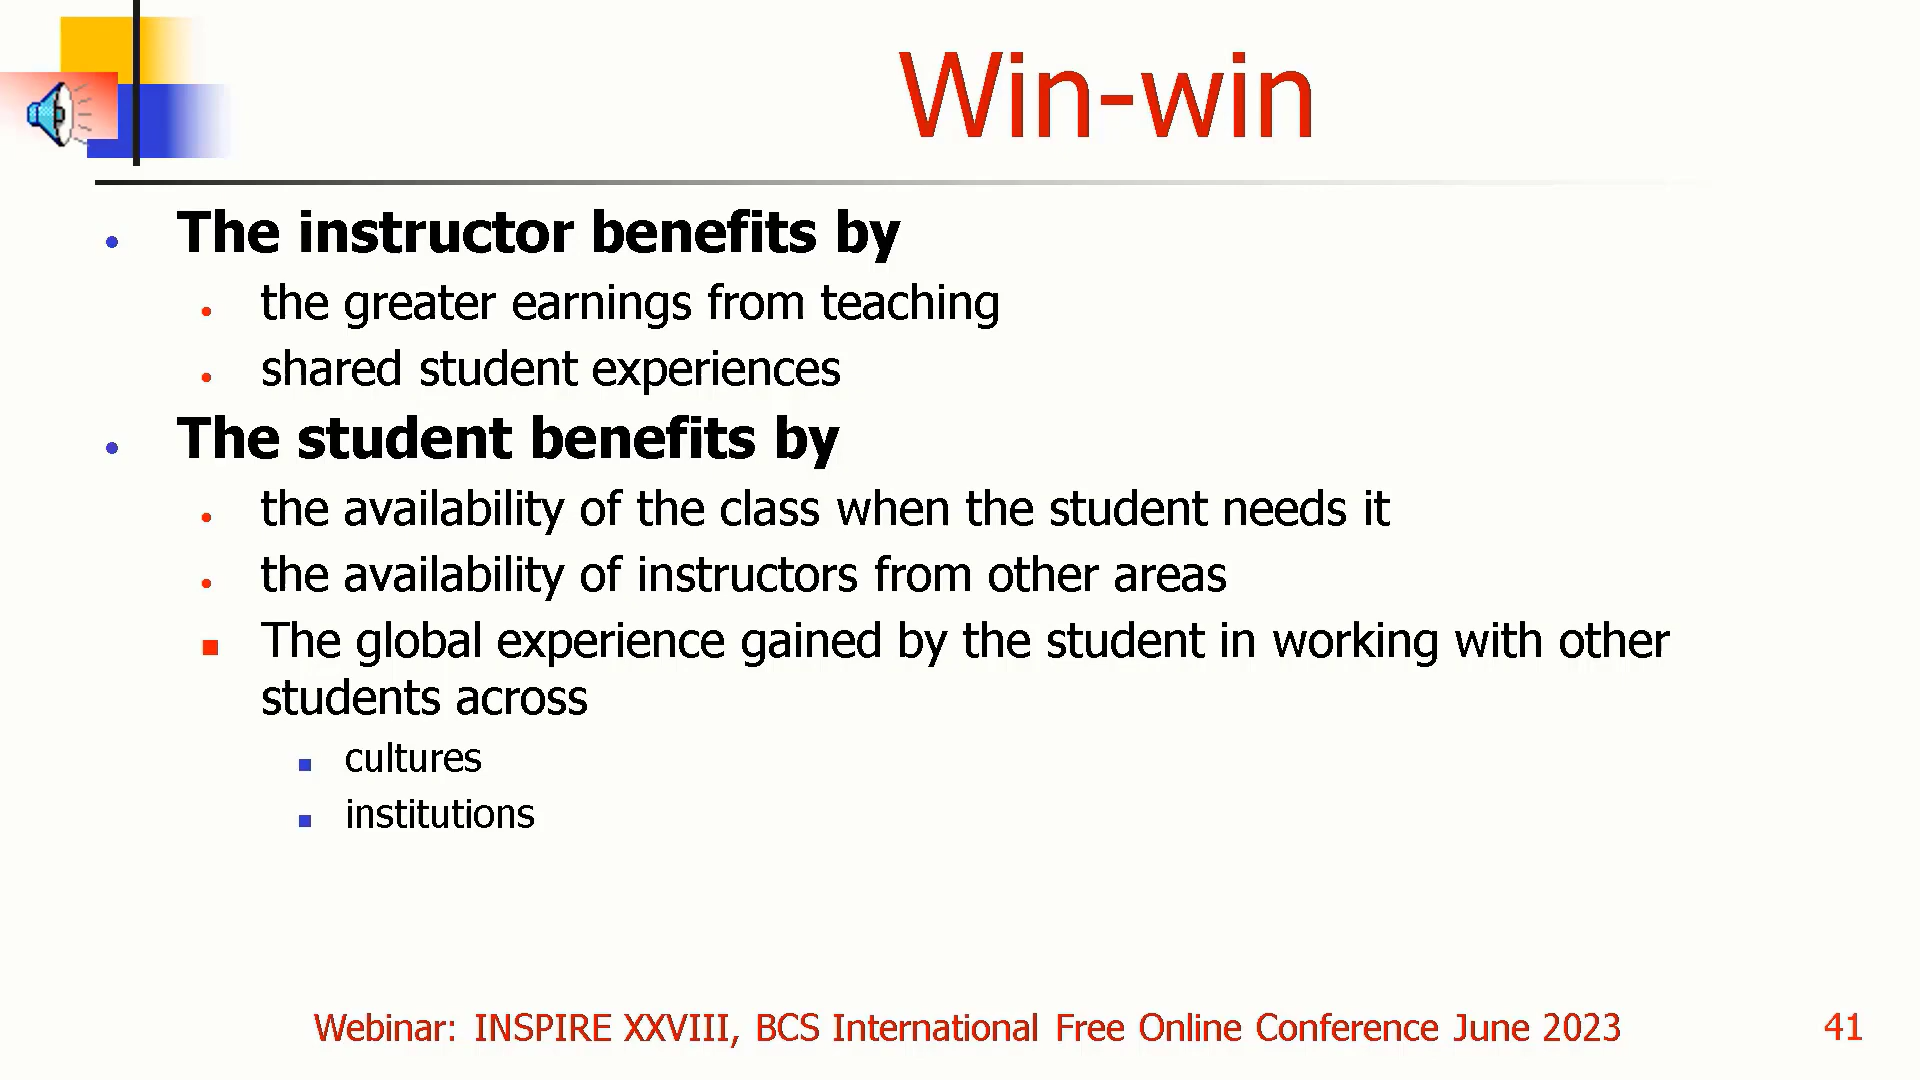 Win-win
The instructor benefits by
the greater earnings from teaching
shared student experiences
The student benefits by
the availability of the class when the student needs it
the availability of instructors from other areas
The global experience gained by the student in working with other
students across
cultures
institutions
Webinar: INSPIRE XXVIII, BCS International Free Online Conference June 2023
41